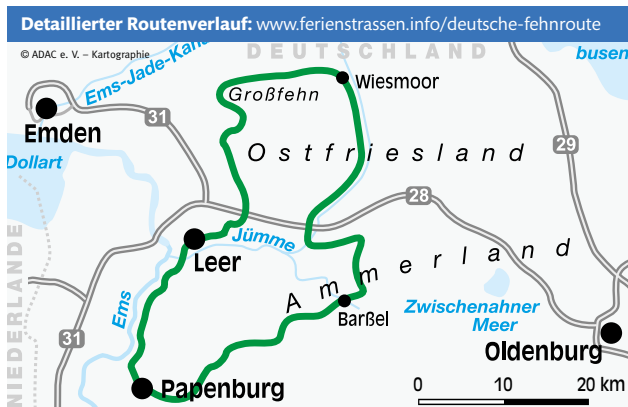 Detaillierter Routenverlauf: www.ferienstrassen.info/deutsche-fehnroute
© ADAC e. V. – Kartographie
DEUTSCHLAND
busen
Ems-Jade-Kana
Wiesmoor
Großfehn
31
Emden
Ostfriesland
29
Dollart
28
Jümme
Leer
Ammerland
NIEDERLANDE
Ems
Zwischenahner
Meer
Barßel
31
Oldenburg
Papenburg
0 10 20 km